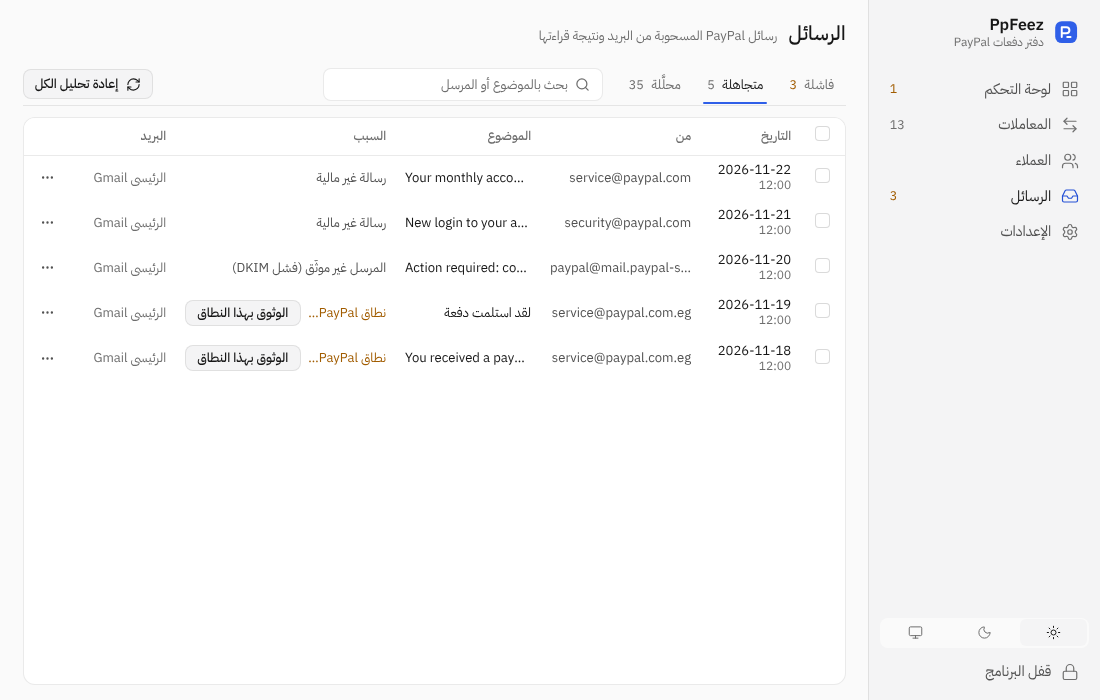 PpFeez
دفتر دفعات PayPal
لوحة التحكم 1
المعاملات 13
العملاء
الرسائل 3
الإعدادات
قفل البرنامج
الرسائل رسائل PayPal المسحوبة من البريد ونتيجة قراءتها
فاشلة 3 متجاهلة 5 محلَّلة 35 بحث بالموضوع أو المرسل إعادة تحليل الكل
التاريخ من الموضوع السبب البريد
2026-11-22 12:00 service@paypal.com Your monthly acco... رسالة غير مالية الرئيسي Gmail ...
2026-11-21 12:00 security@paypal.com New login to your a... رسالة غير مالية الرئيسي Gmail ...
2026-11-20 12:00 paypal@mail.paypal-s... Action required: co... المرسل غير موثَّق (فشل DKIM) الرئيسي Gmail ...
2026-11-19 12:00 service@paypal.com.eg لقد استلمت دفعة نطاق PayPal... الوثوق بهذا النطاق الرئيسي Gmail ...
2026-11-18 12:00 service@paypal.com.eg You received a pay... نطاق PayPal... الوثوق بهذا النطاق الرئيسي Gmail ...